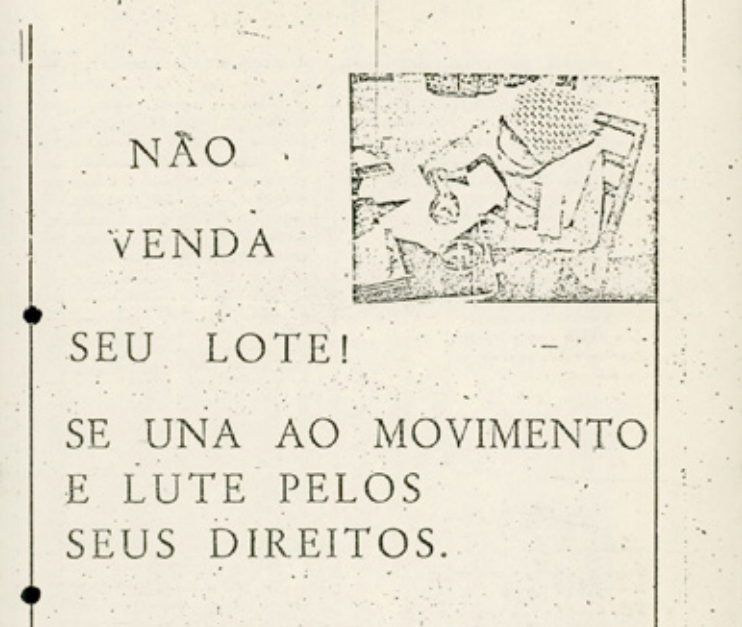 NÃO
VENDA
SEU LOTE!
SE UNA AO MOVIMENTO
E LUTE PELOS
SEUS DIREITOS.